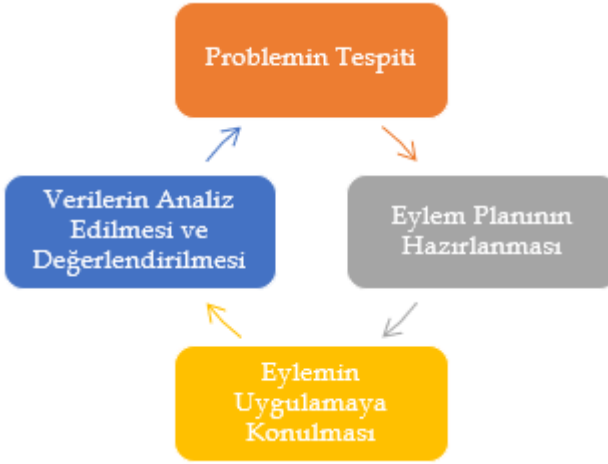 Problemin Tespiti
Eylem Planının
Hazırlanması
Eylemin
Uygulamaya
Konulması
Verilerin Analiz
Edilmesi ve
Değerlendirilmesi